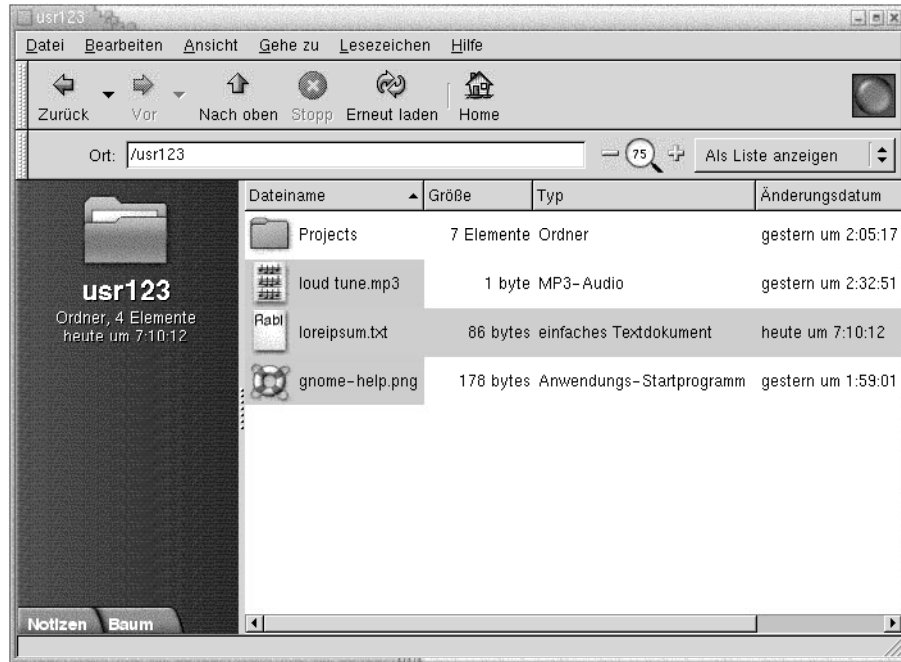 usr123
Datei Bearbeiten Ansicht Gehe zu Lesezeichen Hilfe
Zurück Vor Nach oben Stopp Erneut laden Home
Ort: /usr123 75 Als Liste anzeigen
Dateiname Größe Typ Änderungsdatum
Projects 7 Elemente Ordner gestern um 2:05:17
loud tune.mp3 1 byte MP3-Audio gestern um 2:32:51
Rabl loreipsum.txt 86 bytes einfaches Textdokument heute um 7:10:12
gnome-help.png 178 bytes Anwendungs-Startprogramm gestern um 1:59:01
usr123
Ordner, 4 Elemente
heute um 7:10:12
Notizen Baum